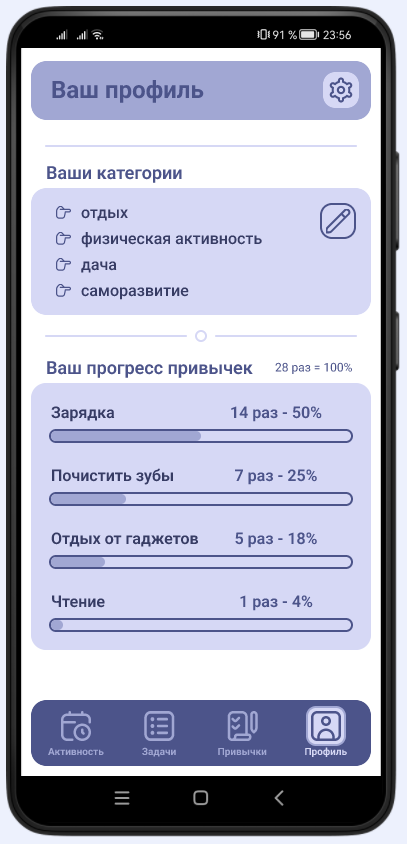 91 % 23:56
Ваш профиль
Ваши категории
отдых
физическая активность
дача
саморазвитие
Ваш прогресс привычек 28 раз = 100%
Зарядка 14 раз - 50%
Почистить зубы 7 раз - 25%
Отдых от гаджетов 5 раз - 18%
Чтение 1 раз - 4%
Активность Задачи Привычки Профиль